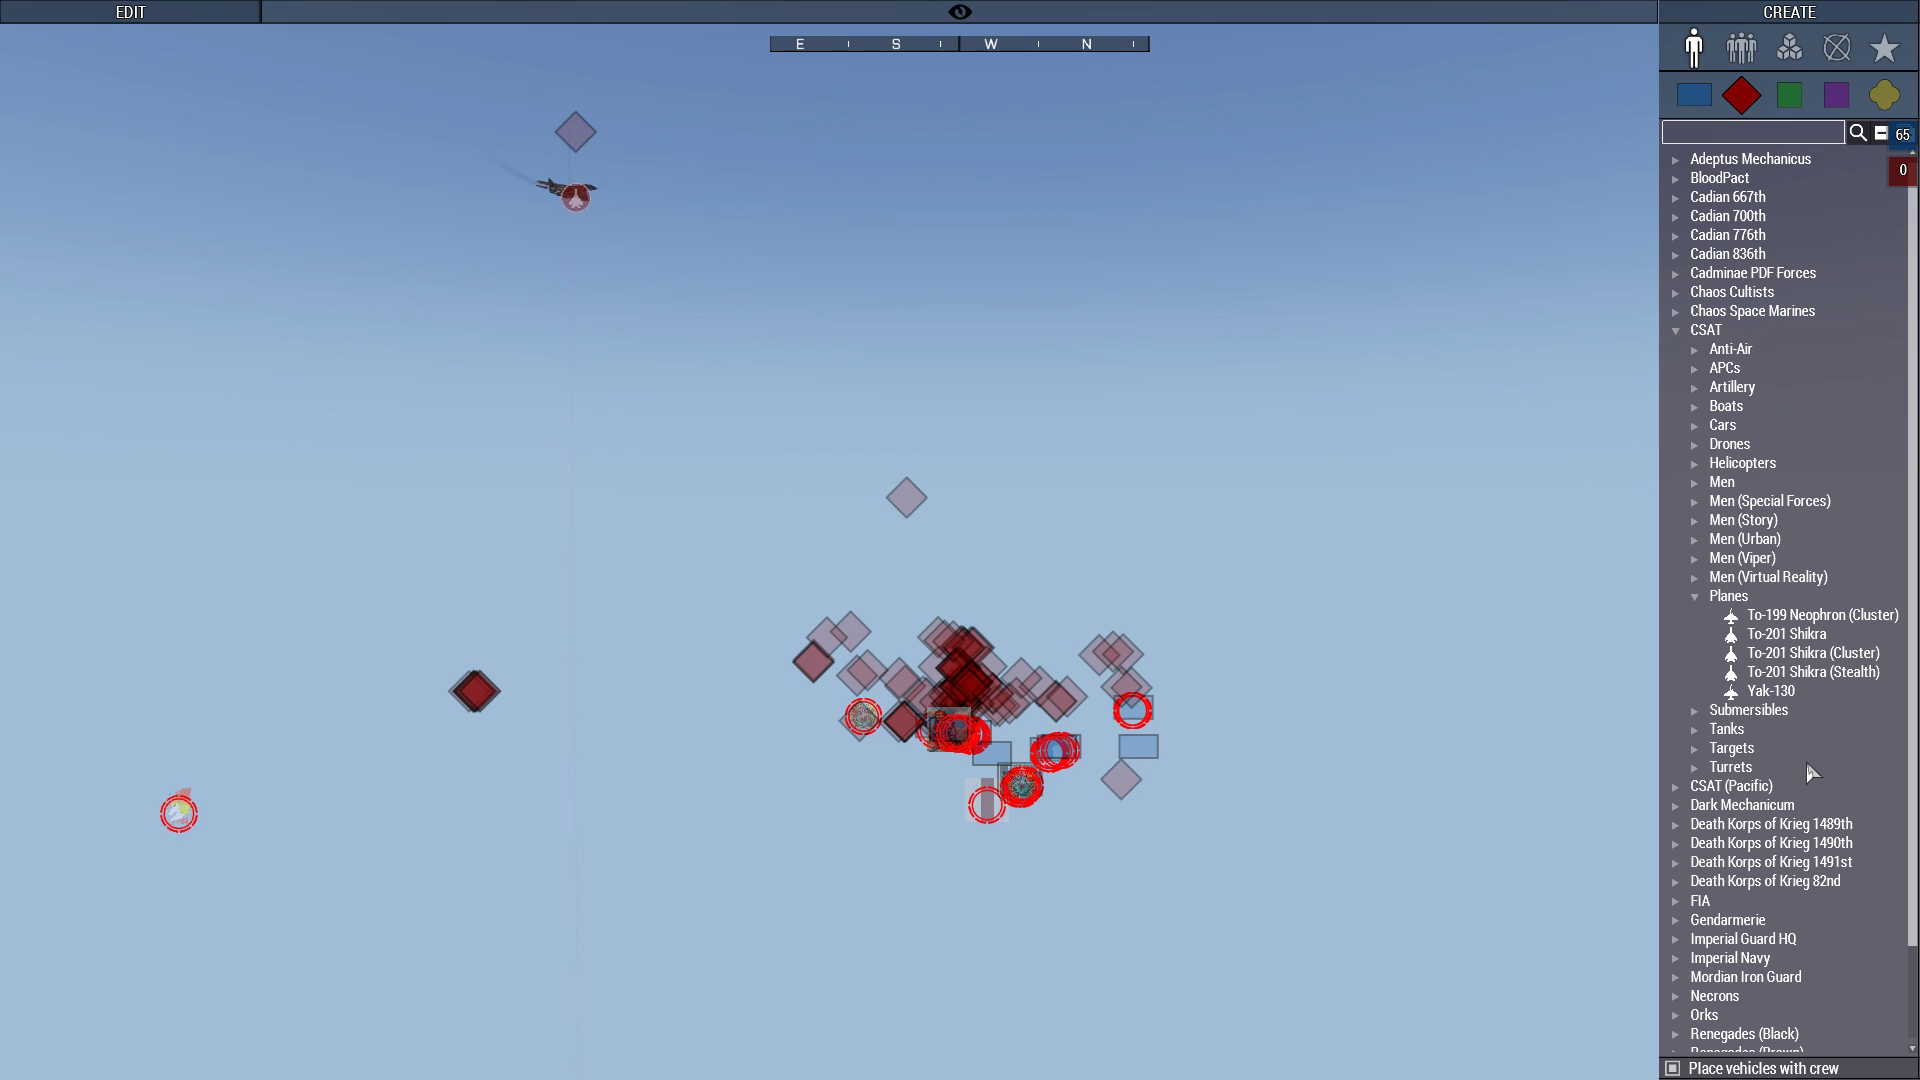 EDIT
E S W N
CREATE
65
0
Adeptus Mechanicus
BloodPact
Cadian 667th
Cadian 700th
Cadian 776th
Cadian 836th
Cadminae PDF Forces
Chaos Cultists
Chaos Space Marines
CSAT
Anti-Air
APCs
Artillery
Boats
Cars
Drones
Helicopters
Men
Men (Special Forces)
Men (Story)
Men (Urban)
Men (Viper)
Men (Virtual Reality)
Planes
To-199 Neophron (Cluster)
To-201 Shikra
To-201 Shikra (Cluster)
To-201 Shikra (Stealth)
Yak-130
Submersibles
Tanks
Targets
Turrets
CSAT (Pacific)
Dark Mechanicum
Death Korps of Krieg 1489th
Death Korps of Krieg 1490th
Death Korps of Krieg 1491st
Death Korps of Krieg 82nd
FIA
Gendarmerie
Imperial Guard HQ
Imperial Navy
Mordian Iron Guard
Necrons
Orks
Renegades (Black)
Renegades (Brown)
Place vehicles with crew